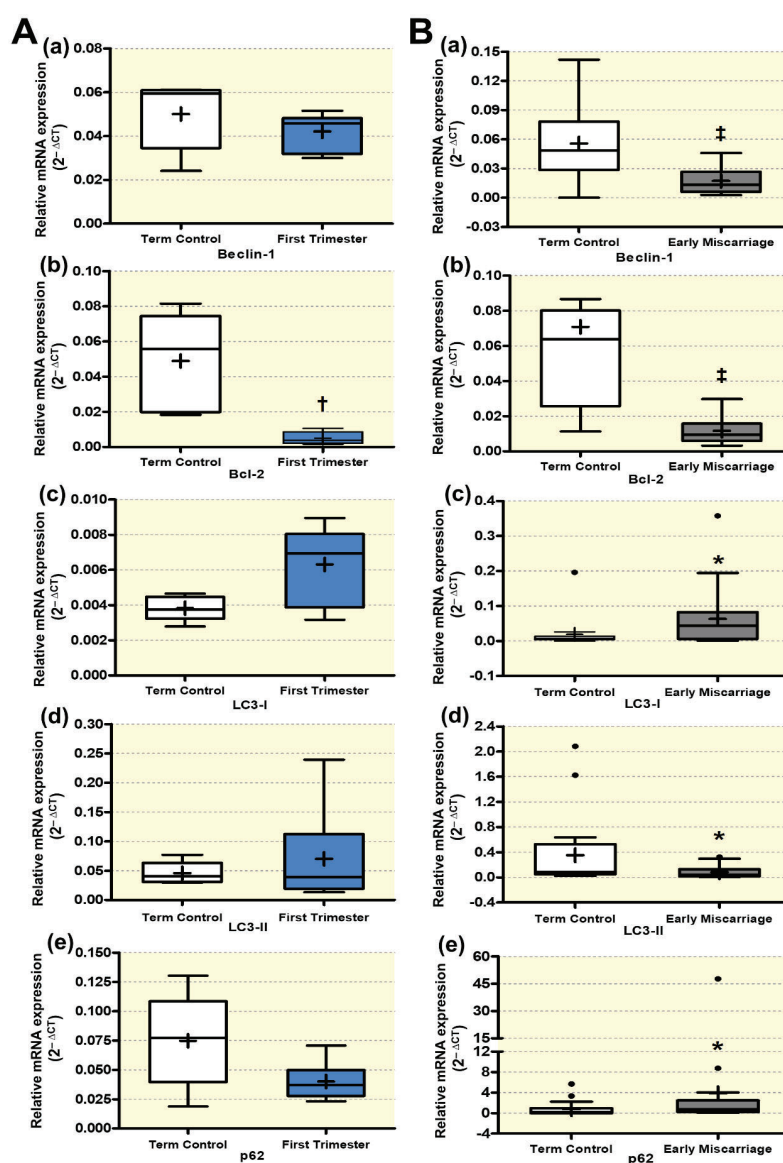 A
(a)
Relative mRNA expression
(2−ΔCT)
0.08
0.06
0.04
0.02
0.00
Term Control
First Trimester
Beclin-1
(b)
Relative mRNA expression
(2−ΔCT)
0.10
0.08
0.06
0.04
0.02
0.00
†
Term Control
First Trimester
Bcl-2
(c)
Relative mRNA expression
(2−ΔCT)
0.010
0.008
0.006
0.004
0.002
0.000
Term Control
First Trimester
LC3-I
(d)
Relative mRNA expression
(2−ΔCT)
0.30
0.25
0.20
0.15
0.10
0.05
0.00
Term Control
First Trimester
LC3-II
(e)
Relative mRNA expression
(2−ΔCT)
0.150
0.125
0.100
0.075
0.050
0.025
0.000
Term Control
First Trimester
p62
B
(a)
Relative mRNA expression
(2−ΔCT)
0.15
0.12
0.09
0.06
0.03
0.00
-0.03
‡
Term Control
Early Miscarriage
Beclin-1
(b)
Relative mRNA expression
(2−ΔCT)
0.10
0.08
0.06
0.04
0.02
0.00
‡
Term Control
Early Miscarriage
Bcl-2
(c)
Relative mRNA expression
(2−ΔCT)
0.4
0.3
0.2
0.1
0.0
-0.1
*
Term Control
Early Miscarriage
LC3-I
(d)
Relative mRNA expression
(2−ΔCT)
2.4
2.0
1.6
1.2
0.8
0.4
0.0
-0.4
*
Term Control
Early Miscarriage
LC3-II
(e)
Relative mRNA expression
(2−ΔCT)
60
45
30
15
12
8
4
0
-4
*
Term Control
Early Miscarriage
p62